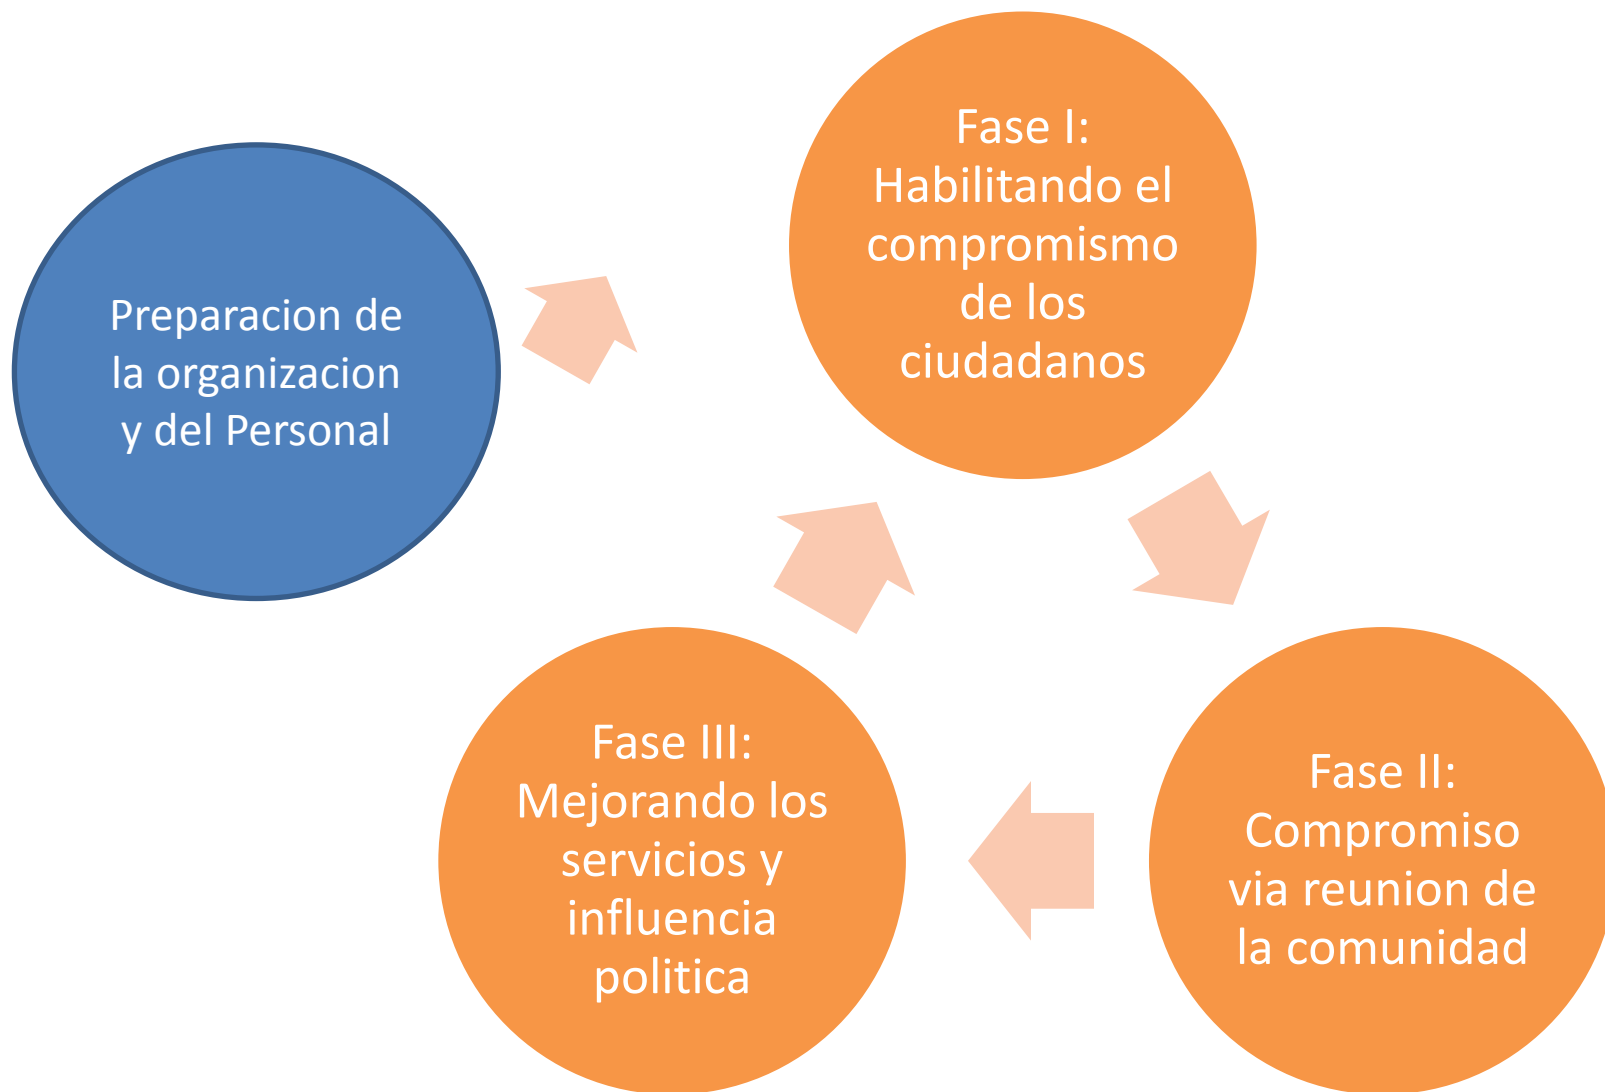 Preparacion de
la organizacion
y del Personal
Fase I:
Habilitando el
compromismo
de los
ciudadanos
Fase II:
Compromiso
via reunion de
la comunidad
Fase III:
Mejorando los
servicios y
influencia
politica